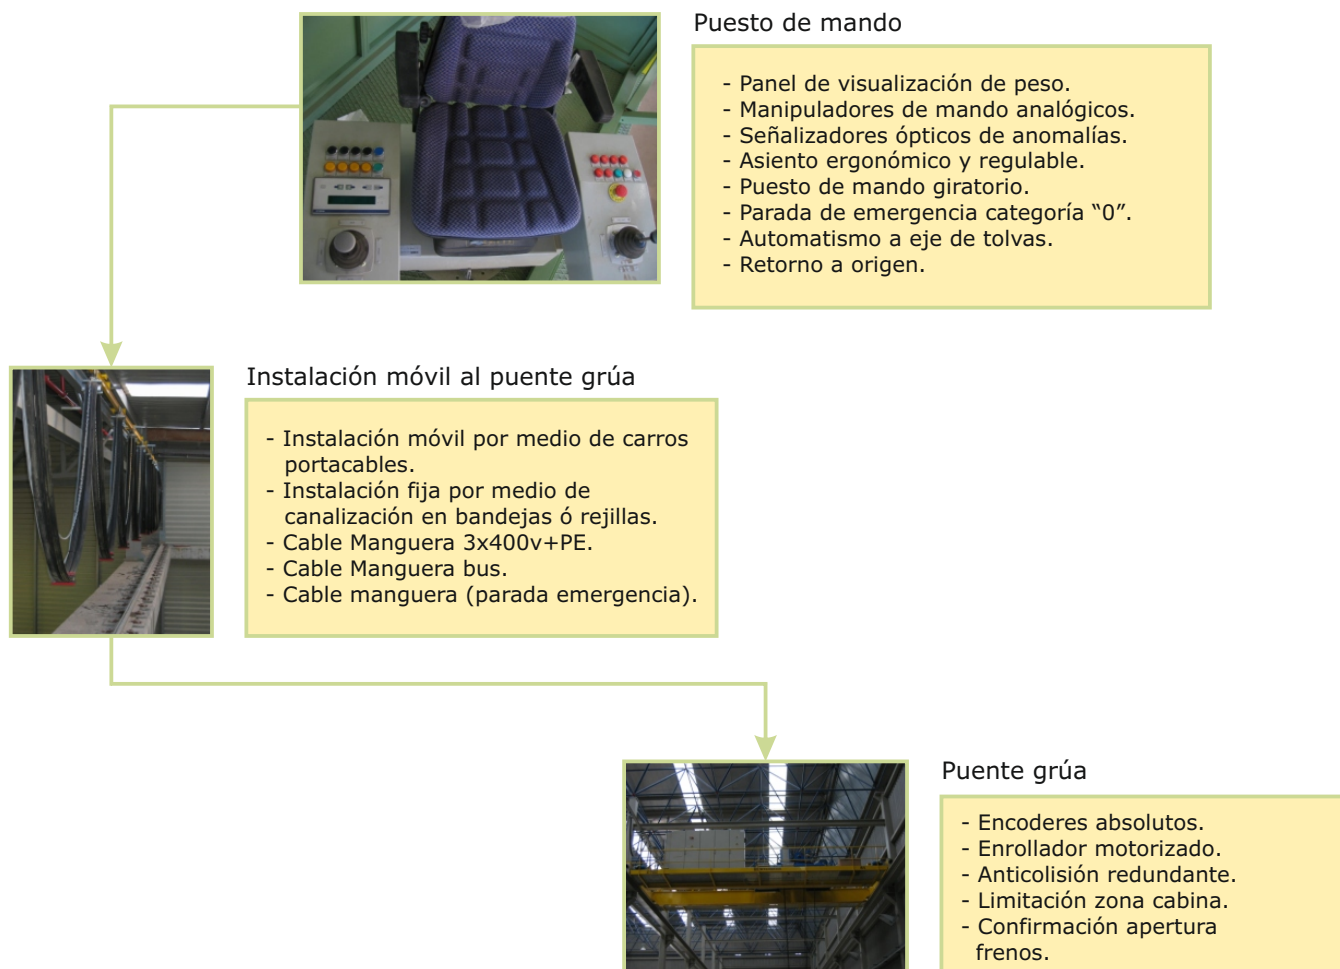 Puesto de mando
- Panel de visualización de peso.
- Manipuladores de mando analógicos.
- Señalizadores ópticos de anomalías.
- Asiento ergonómico y regulable.
- Puesto de mando giratorio.
- Parada de emergencia categoría “0”.
- Automatismo a eje de tolvas.
- Retorno a origen.
Instalación móvil al puente grúa
- Instalación móvil por medio de carros
portacables.
- Instalación fija por medio de
canalización en bandejas ó rejillas.
- Cable Manguera 3x400v+PE.
- Cable Manguera bus.
- Cable manguera (parada emergencia).
Puente grúa
- Encoderes absolutos.
- Enrollador motorizado.
- Anticolisión redundante.
- Limitación zona cabina.
- Confirmación apertura
frenos.